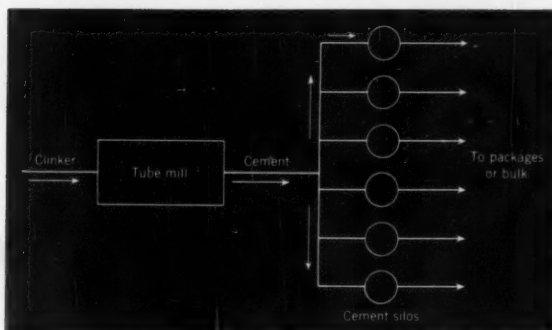 Clinker
Tube mill
Cement
To packages
or bulk
Cement silos